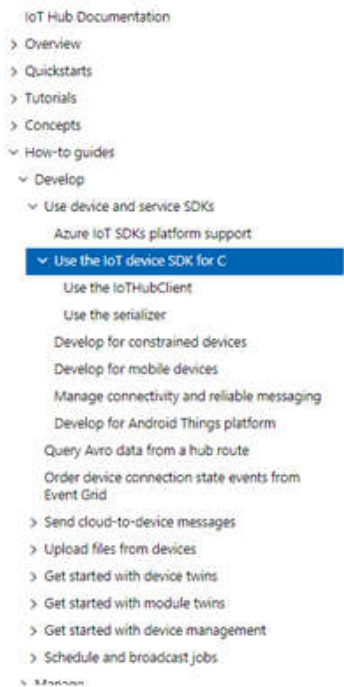 IoT Hub Documentation
Overview
Quickstarts
Tutorials
Concepts
How-to guides
Develop
Use device and service SDKs
Azure IoT SDKs platform support
Use the IoT device SDK for C
Use the IoTHubClient
Use the serializer
Develop for constrained devices
Develop for mobile devices
Manage connectivity and reliable messaging
Develop for Android Things platform
Query Avro data from a hub route
Order device connection state events from
Event Grid
Send cloud-to-device messages
Upload files from devices
Get started with device twins
Get started with module twins
Get started with device management
Schedule and broadcast jobs
Manage